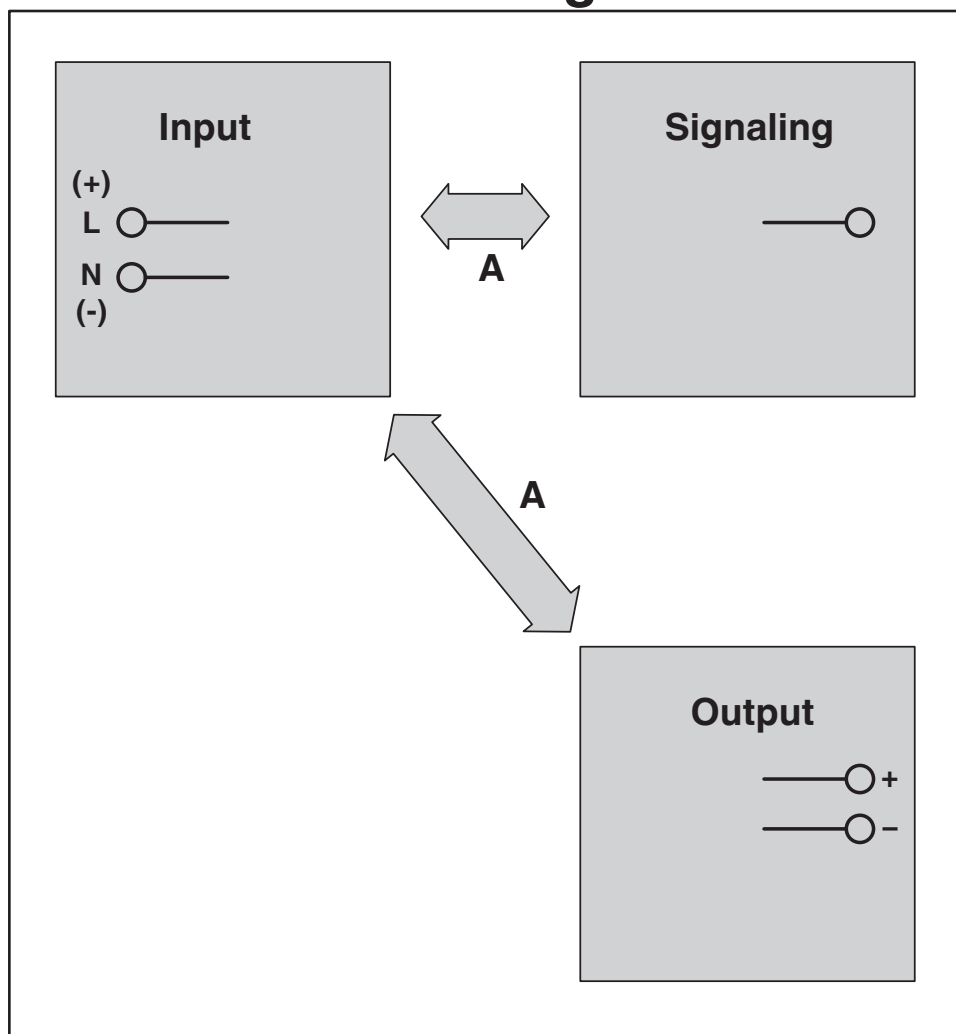 Input
(+)
L
N
(-)
A
Signaling
A
Output
+
−